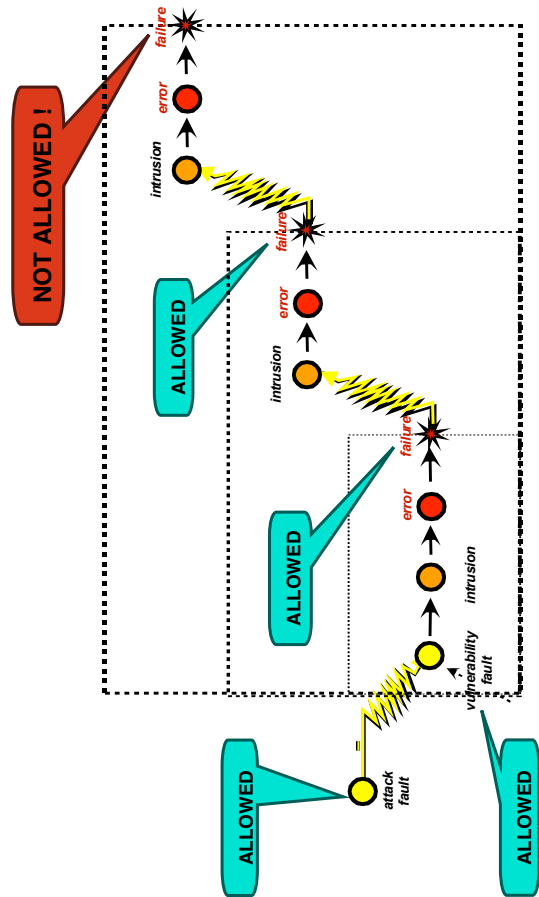 NOT ALLOWED !
failure
error
intrusion
ALLOWED
failure
error
intrusion
ALLOWED
failure
error
intrusion
vulnerability
fault
ALLOWED
attack
fault
ALLOWED